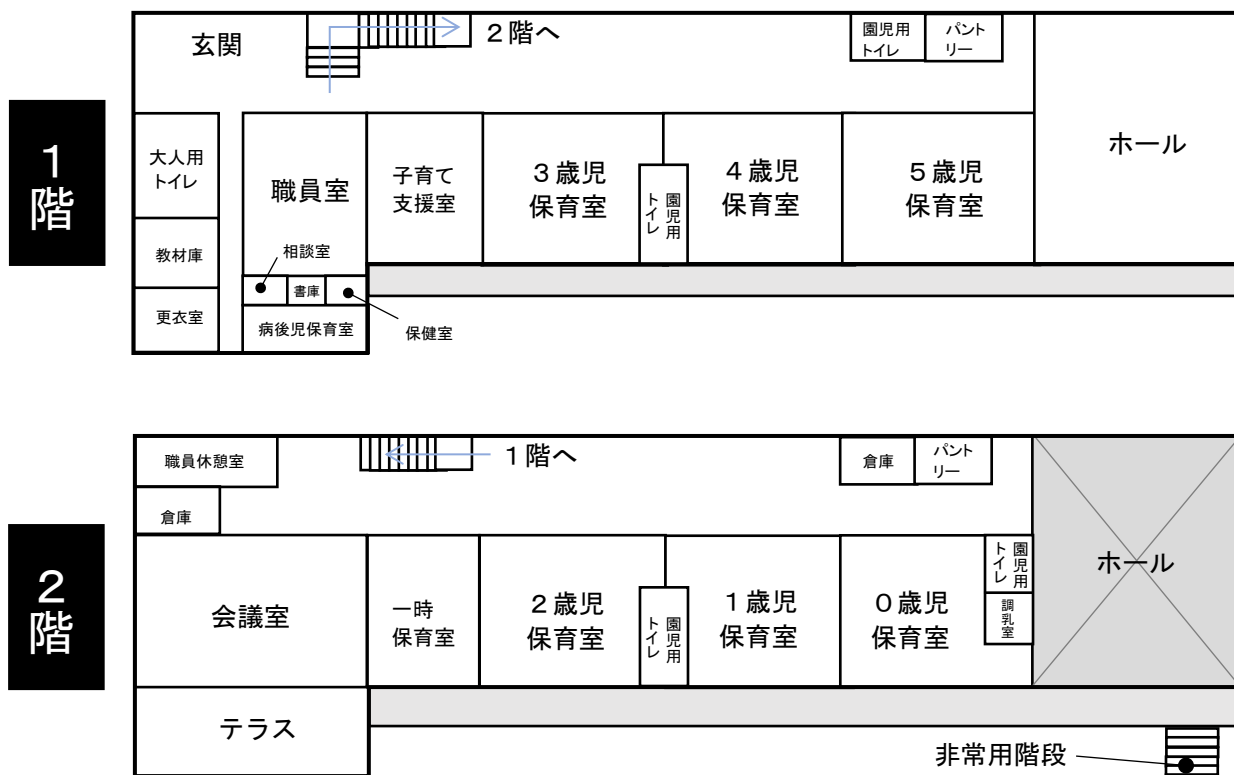 1
階
玄関
2階へ
園児用
トイレ
パント
リー
ホール
大人用
トイレ
職員室
子育て
支援室
3歳児
保育室
園児用
トイレ
4歳児
保育室
5歳児
保育室
教材庫
相談室
書庫
更衣室
病後児保育室
保健室
2
階
職員休憩室
1階へ
倉庫
パント
リー
倉庫
会議室
一時
保育室
2歳児
保育室
園児用
トイレ
1歳児
保育室
0歳児
保育室
園児用
トイレ
調乳室
ホール
テラス
非常用階段